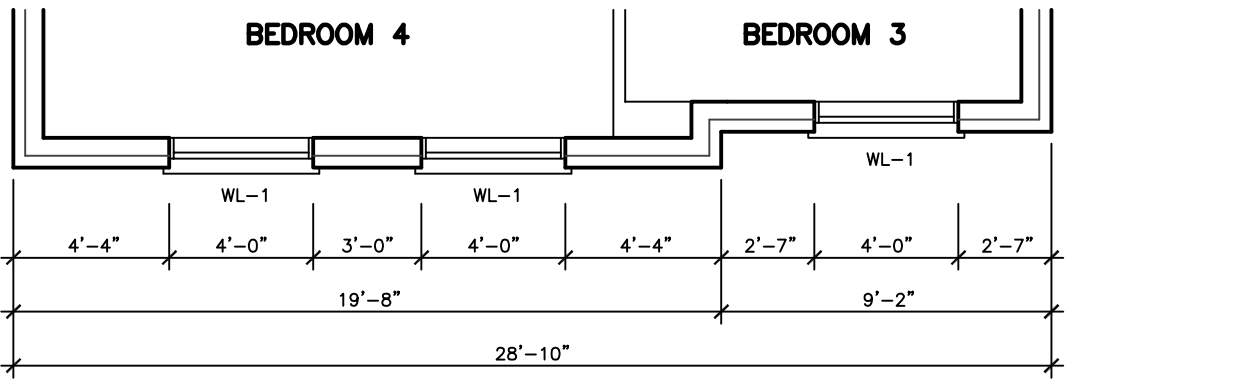 BEDROOM 4 BEDROOM 3
WL-1
WL-1 WL-1
4'-4" 4'-0" 3'-0" 4'-0" 4'-4" 2'-7" 4'-0" 2'-7"
19'-8" 9'-2"
28'-10"